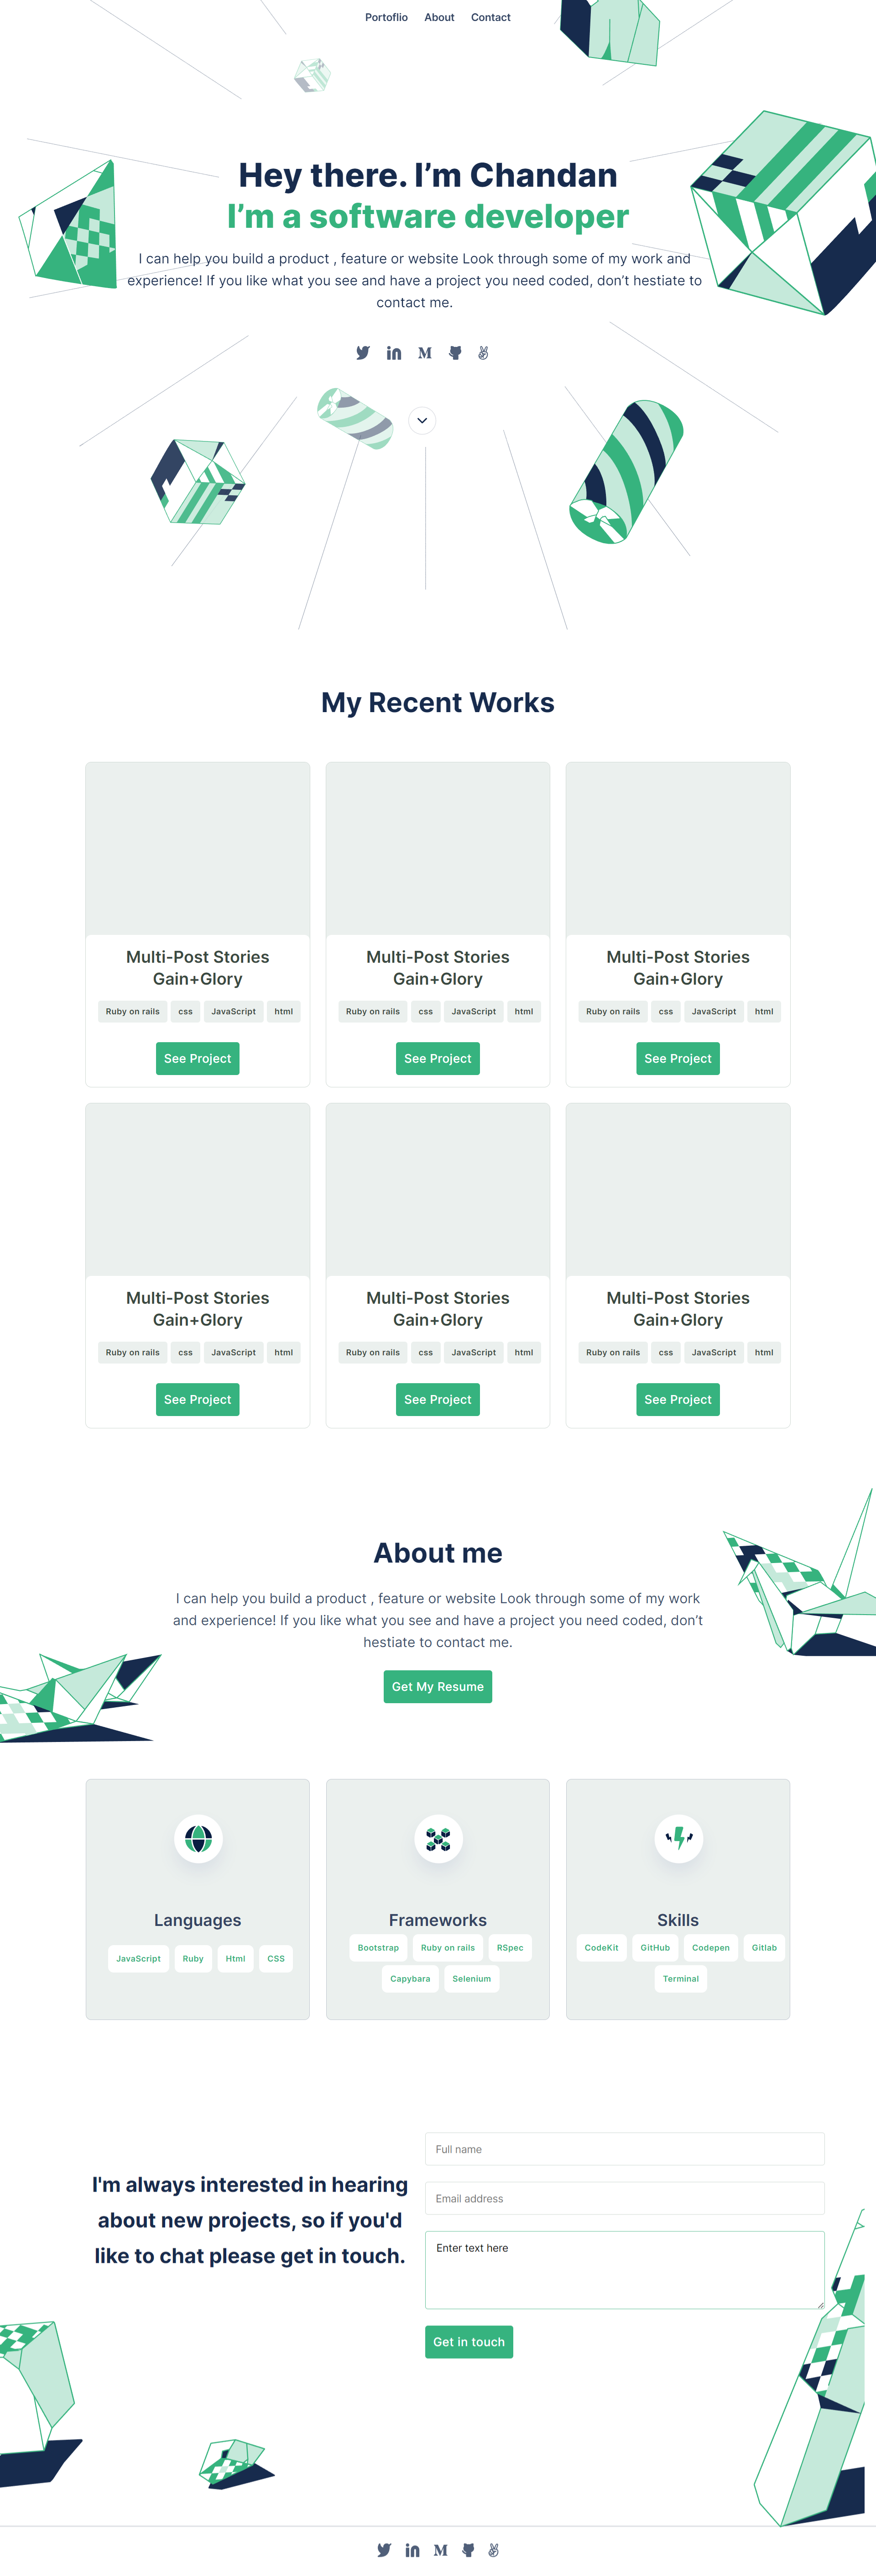 Portoflio About Contact
Hey there. I’m Chandan
I’m a software developer
I can help you build a product , feature or website Look through some of my work and
experience! If you like what you see and have a project you need coded, don’t hestiate to
contact me.
My Recent Works
Multi-Post Stories
Gain+Glory
Ruby on rails css JavaScript html
See Project
Multi-Post Stories
Gain+Glory
Ruby on rails css JavaScript html
See Project
Multi-Post Stories
Gain+Glory
Ruby on rails css JavaScript html
See Project
Multi-Post Stories
Gain+Glory
Ruby on rails css JavaScript html
See Project
Multi-Post Stories
Gain+Glory
Ruby on rails css JavaScript html
See Project
Multi-Post Stories
Gain+Glory
Ruby on rails css JavaScript html
See Project
About me
I can help you build a product , feature or website Look through some of my work
and experience! If you like what you see and have a project you need coded, don’t
hestiate to contact me.
Get My Resume
Languages
JavaScript Ruby Html CSS
Frameworks
Bootstrap Ruby on rails RSpec
Capybara Selenium
Skills
CodeKit GitHub Codepen Gitlab
Terminal
I'm always interested in hearing
about new projects, so if you'd
like to chat please get in touch.
Full name
Email address
Enter text here
Get in touch